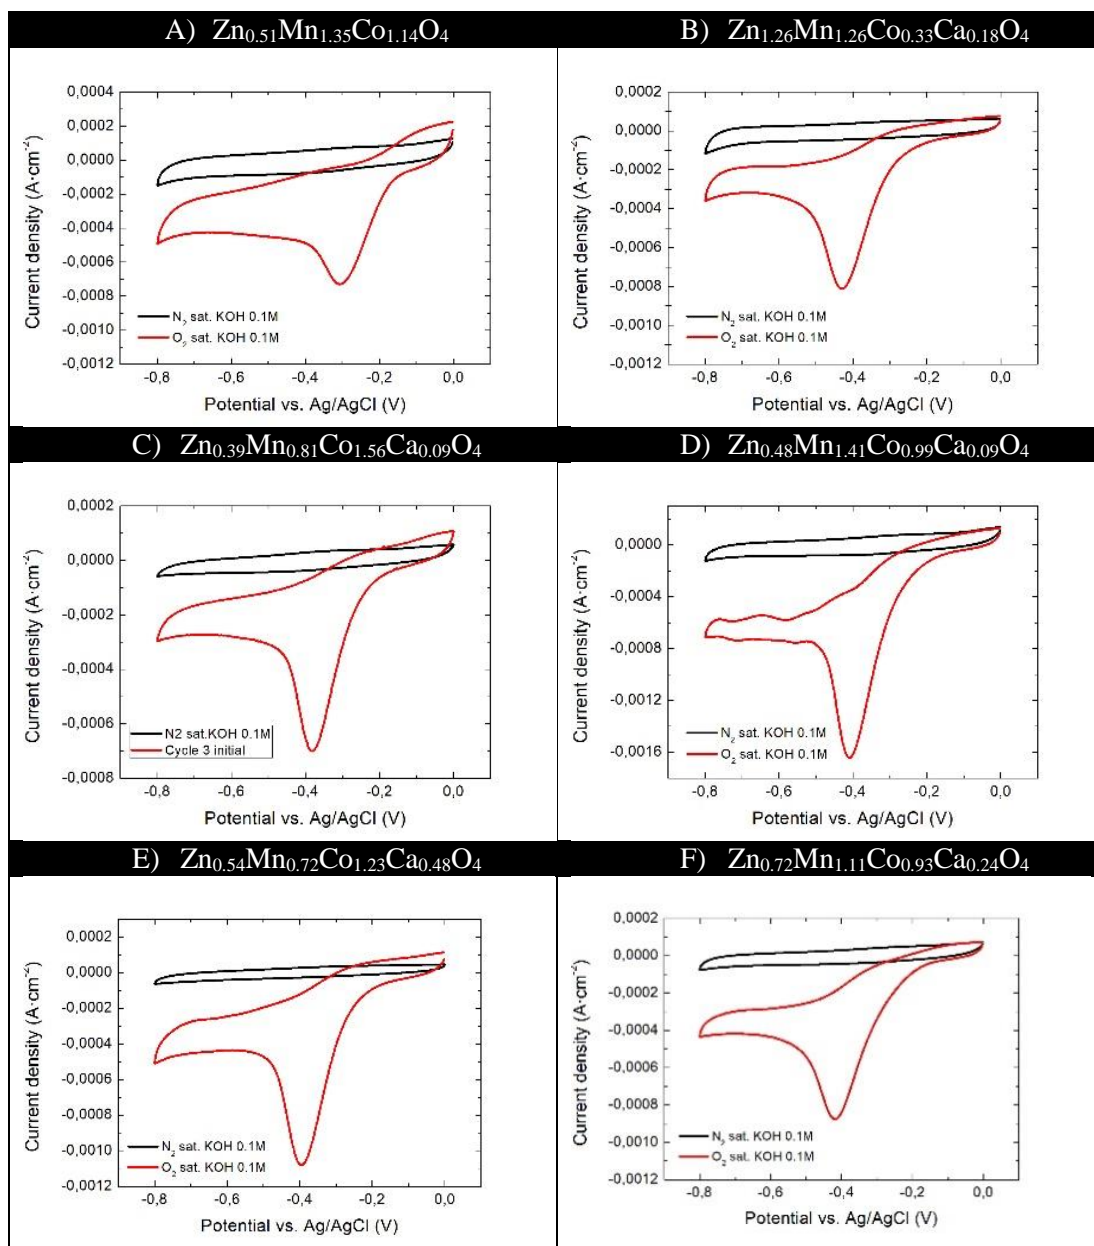 A) Zn0.51Mn1.35Co1.14O4
B) Zn1.26Mn1.26Co0.33Ca0.18O4
0,0004
0,0002
0,0000
-0,0002
-0,0004
-0,0006
-0,0008
-0,0010
-0,0012
Current density (A·cm-2)
N2 sat. KOH 0.1M
O2 sat. KOH 0.1M
-0,8 -0,6 -0,4 -0,2 0,0
Potential vs. Ag/AgCl (V)
0,0002
0,0000
-0,0002
-0,0004
-0,0006
-0,0008
-0,0010
-0,0012
Current density (A·cm-2)
N2 sat. KOH 0.1M
O2 sat. KOH 0.1M
-0,8 -0,6 -0,4 -0,2 0,0
Potential vs. Ag/AgCl (V)
C) Zn0.39Mn0.81Co1.56Ca0.09O4
D) Zn0.48Mn1.41Co0.99Ca0.09O4
0,0002
0,0000
-0,0002
-0,0004
-0,0006
-0,0008
Current density (A·cm-2)
N2 sat.KOH 0.1M
Cycle 3 initial
-0,8 -0,6 -0,4 -0,2 0,0
Potential vs. Ag/AgCl (V)
0,0000
-0,0004
-0,0008
-0,0012
-0,0016
Current density (A·cm-2)
N2 sat. KOH 0.1M
O2 sat. KOH 0.1M
-0,8 -0,6 -0,4 -0,2 0,0
Potential vs. Ag/AgCl (V)
E) Zn0.54Mn0.72Co1.23Ca0.48O4
F) Zn0.72Mn1.11Co0.93Ca0.24O4
0,0002
0,0000
-0,0002
-0,0004
-0,0006
-0,0008
-0,0010
-0,0012
Current density (A·cm-2)
N2 sat. KOH 0.1M
O2 sat. KOH 0.1M
-0,8 -0,6 -0,4 -0,2 0,0
Potential vs. Ag/AgCl (V)
0,0002
0,0000
-0,0002
-0,0004
-0,0006
-0,0008
-0,0010
-0,0012
Current density (A·cm-2)
N2 sat. KOH 0.1M
O2 sat. KOH 0.1M
-0,8 -0,6 -0,4 -0,2 0,0
Potential vs. Ag/AgCl (V)